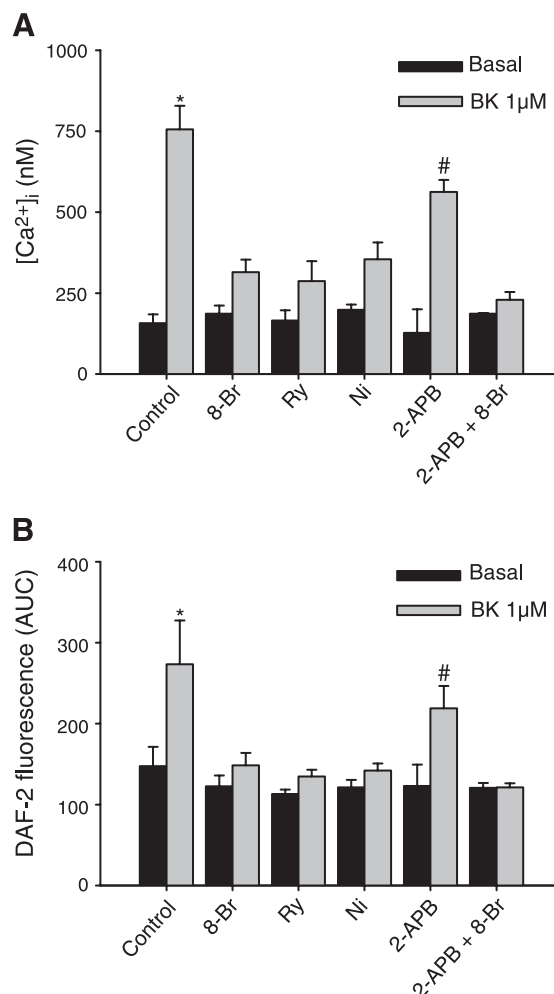 A
1000
750
500
250
0
[Ca²⁺]ᵢ (nM)
Basal
BK 1µM
*
#
Control
8-Br
Ry
Ni
2-APB
2-APB + 8-Br
B
400
300
200
100
0
DAF-2 fluorescence (AUC)
Basal
BK 1µM
*
#
Control
8-Br
Ry
Ni
2-APB
2-APB + 8-Br